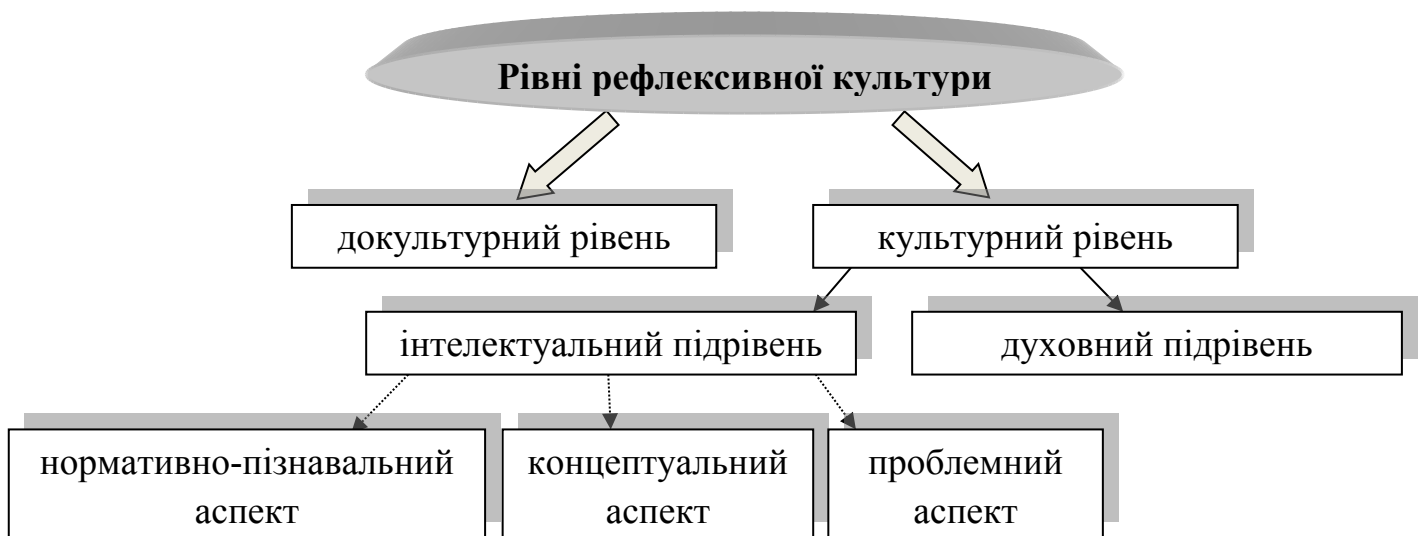 Рівні рефлексивної культури
докультурний рівень
культурний рівень
інтелектуальний підрівень
духовний підрівень
нормативно-пізнавальний
аспект
концептуальний
аспект
проблемний
аспект